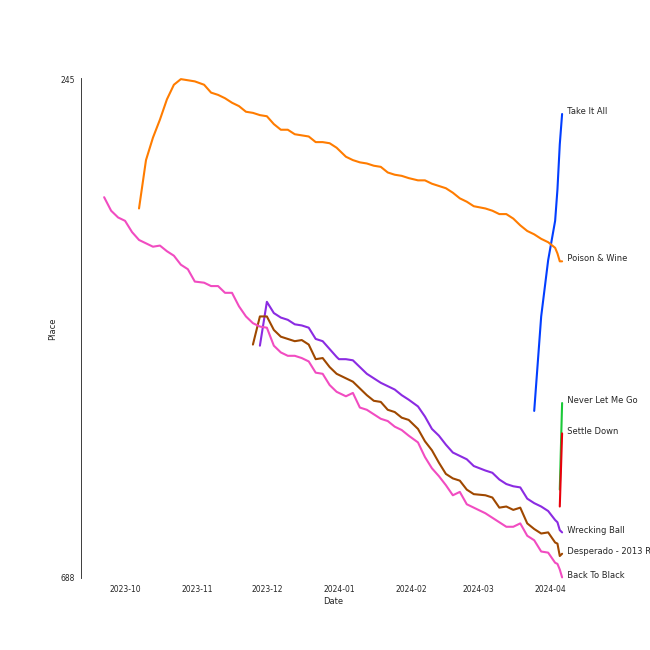 245
Take It All
Poison & Wine
Place
Never Let Me Go
Settle Down
Wrecking Ball
Desperado - 2013 R
Back To Black
688
2023-10 2023-11 2023-12 2024-01 2024-02 2024-03 2024-04
Date